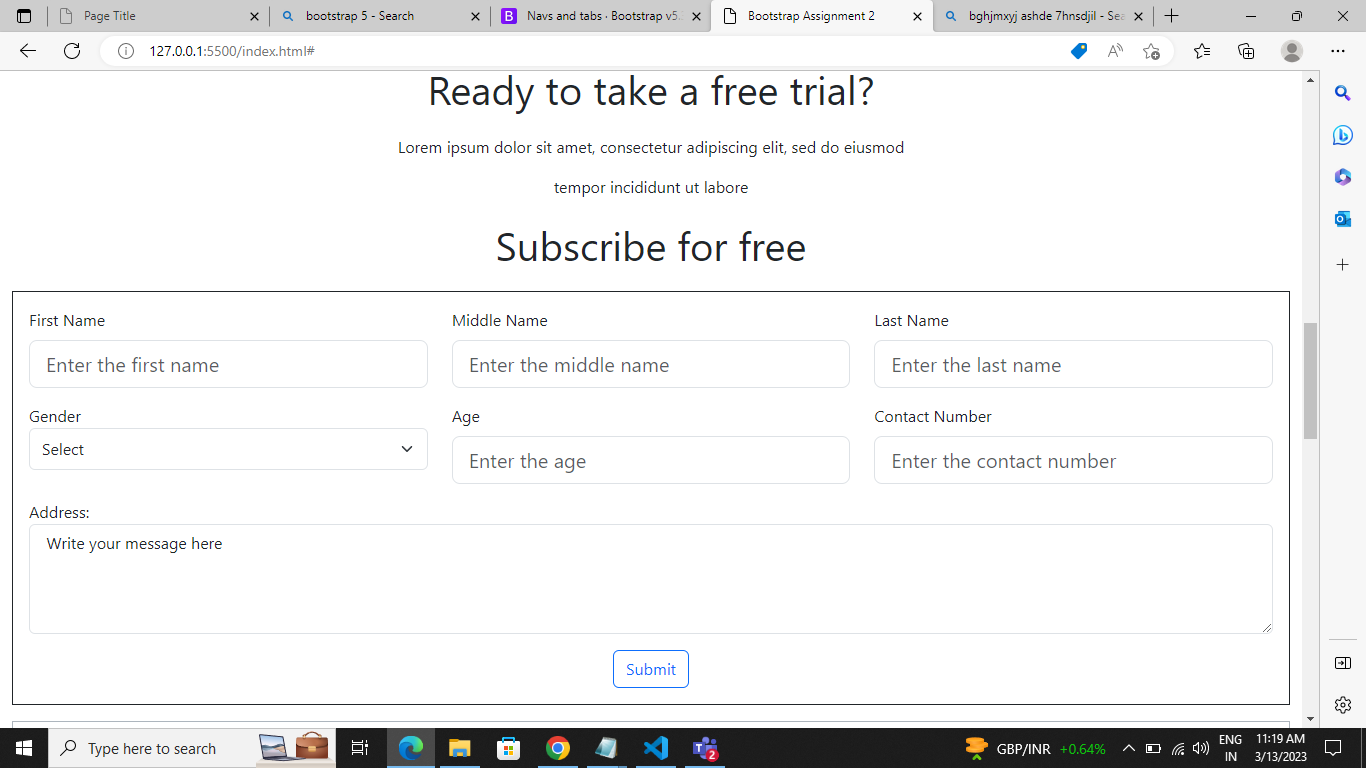 Page Title
bootstrap 5 - Search
Navs and tabs · Bootstrap v5.
Bootstrap Assignment 2
bghjmxyj ashde 7hnsdjil - Sea
127.0.0.1:5500/index.html#
Ready to take a free trial?
Lorem ipsum dolor sit amet, consectetur adipiscing elit, sed do eiusmod
tempor incididunt ut labore
Subscribe for free
First Name Middle Name Last Name
Enter the first name Enter the middle name Enter the last name
Gender Age Contact Number
Select Enter the age Enter the contact number
Address:
Write your message here
Submit
Type here to search
GBP/INR +0.64%
ENG
IN
11:19 AM
3/13/2023
2